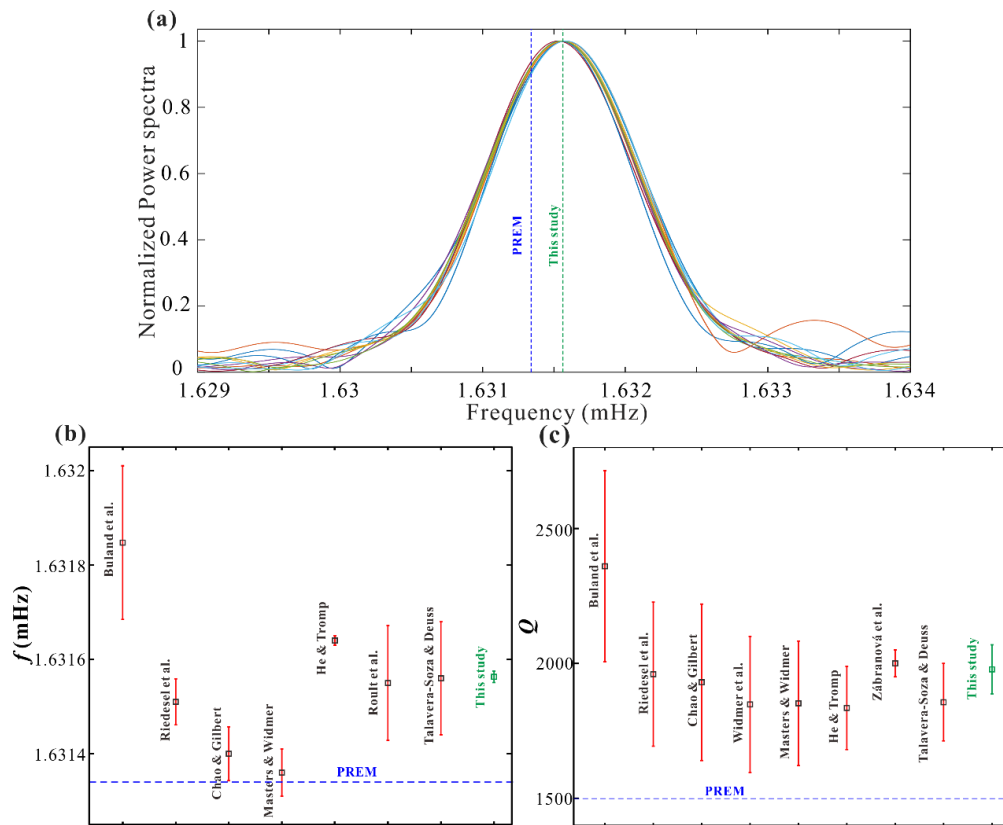 (a)
Normalized Power spectra
1
0.8
0.6
0.4
0.2
0
PREM
This study
1.629
1.63
1.631
1.632
1.633
1.634
Frequency (mHz)
(b)
f (mHz)
1.632
1.6318
1.6316
1.6314
Buland et al.
Riedesel et al.
Chao & Gilbert
Masters & Widmer
He & Tromp
Roult et al.
Talavera-Soza & Deuss
This study
PREM
(c)
Q
2500
2000
1500
Buland et al.
Riedesel et al.
Chao & Gilbert
Widmer et al.
Masters & Widmer
He & Tromp
Zábranová et al.
Talavera-Soza & Deuss
This study
PREM